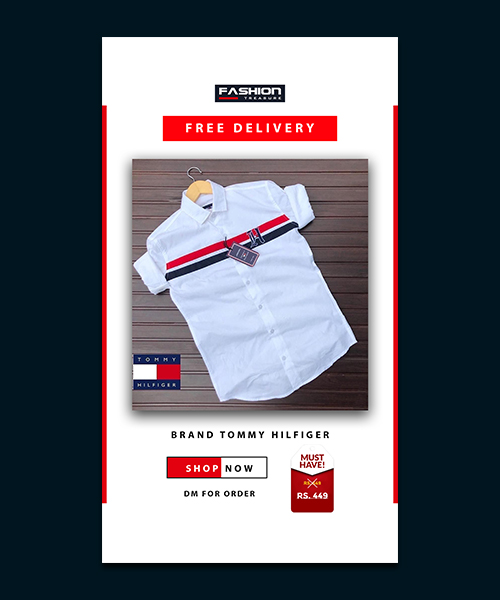 FASHION
TREASURE
FREE DELIVERY
TOMMY
HILFIGER
BRAND TOMMY HILFIGER
SHOP NOW
DM FOR ORDER
MUST
HAVE!
RS. 449